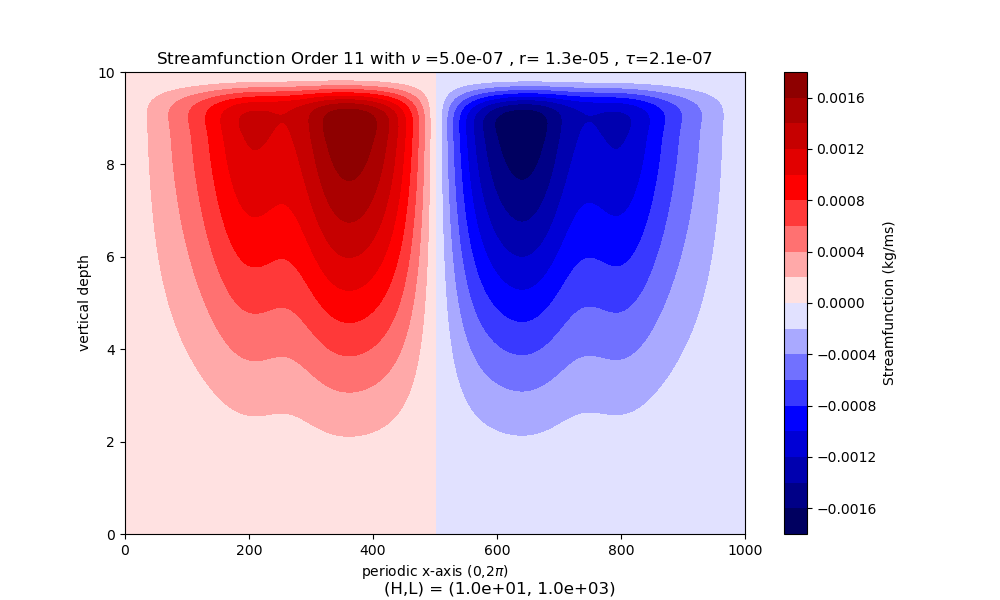 Streamfunction Order 11 with ν =5.0e-07 , r= 1.3e-05 , τ=2.1e-07
10
8
6
4
2
0
vertical depth
0 200 400 600 800 1000
periodic x-axis (0,2π)
(H,L) = (1.0e+01, 1.0e+03)
0.0016
0.0012
0.0008
0.0004
0.0000
−0.0004
−0.0008
−0.0012
−0.0016
Streamfunction (kg/ms)